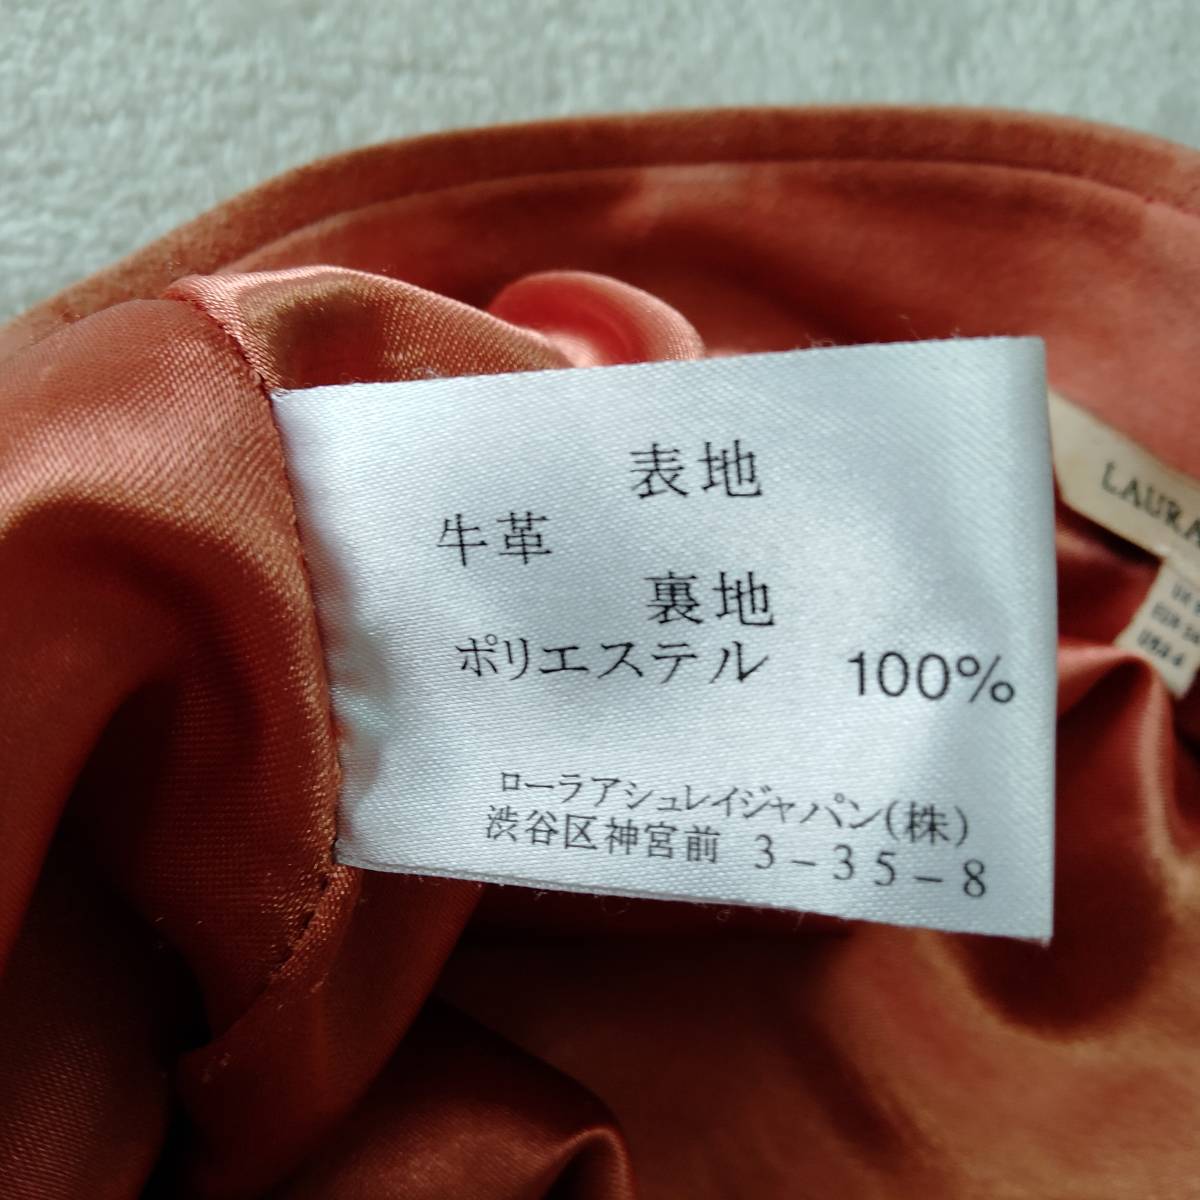 表地
牛革
裏地
ポリエステル 100%
ローラアシュレイジャパン(株)
渋谷区神宮前 3-35-8
LAURA